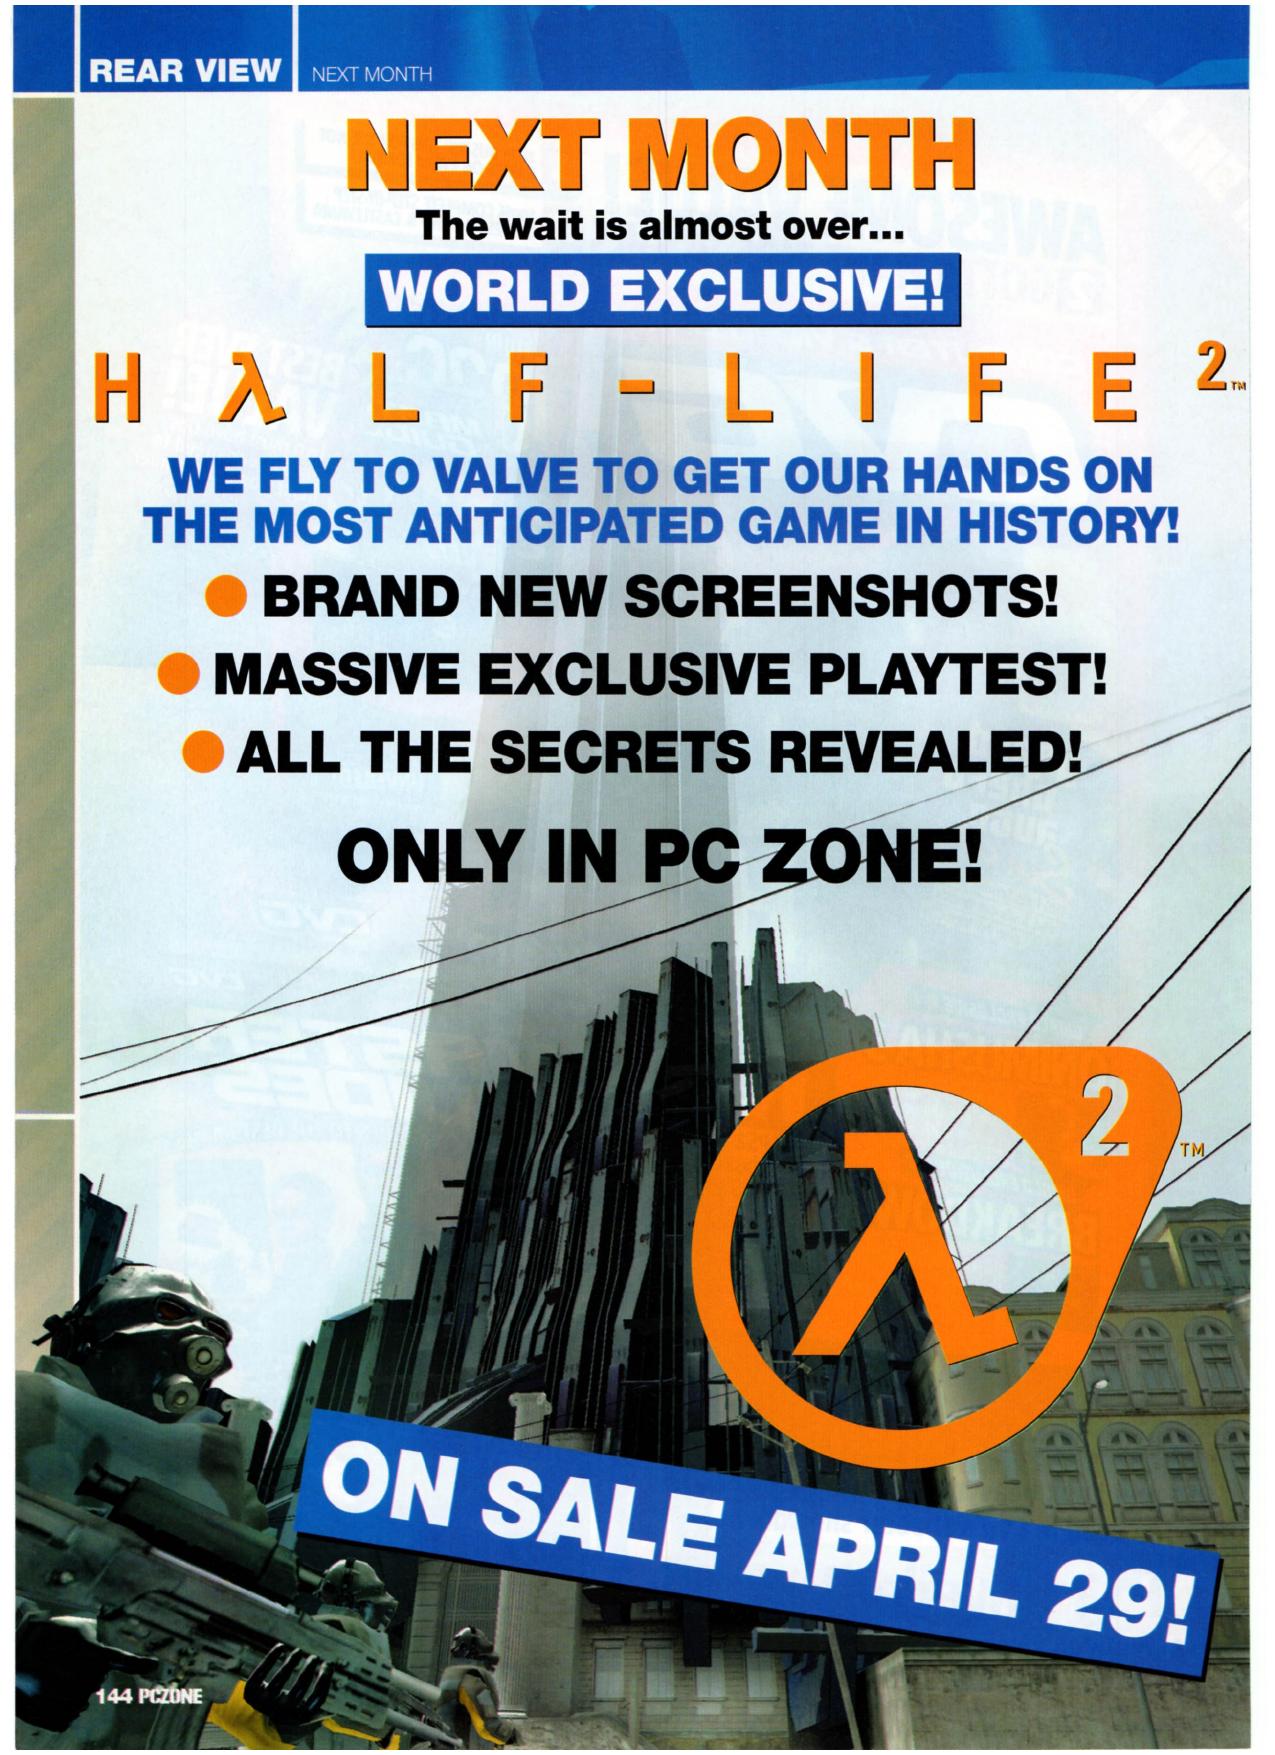 REAR VIEW
NEXT MONTH
NEXT MONTH
The wait is almost over...
WORLD EXCLUSIVE!
HλLF-LIFE 2™
WE FLY TO VALVE TO GET OUR HANDS ON
THE MOST ANTICIPATED GAME IN HISTORY!
● BRAND NEW SCREENSHOTS!
● MASSIVE EXCLUSIVE PLAYTEST!
● ALL THE SECRETS REVEALED!
ONLY IN PC ZONE!
λ 2 ™
ON SALE APRIL 29!
144 PCZONE